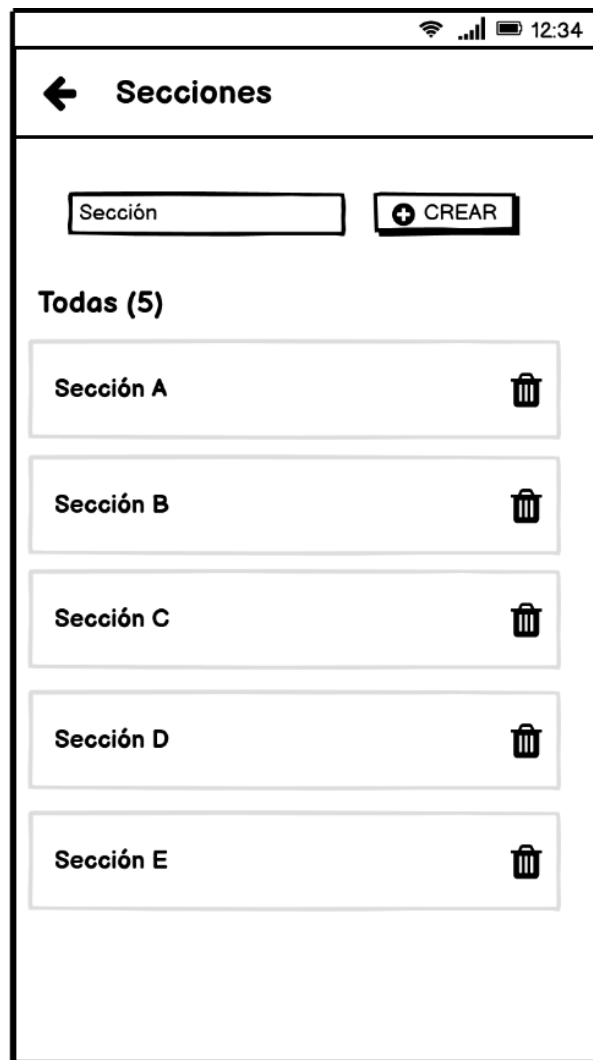 12:34
Secciones
Sección
CREAR
Todas (5)
Sección A
Sección B
Sección C
Sección D
Sección E